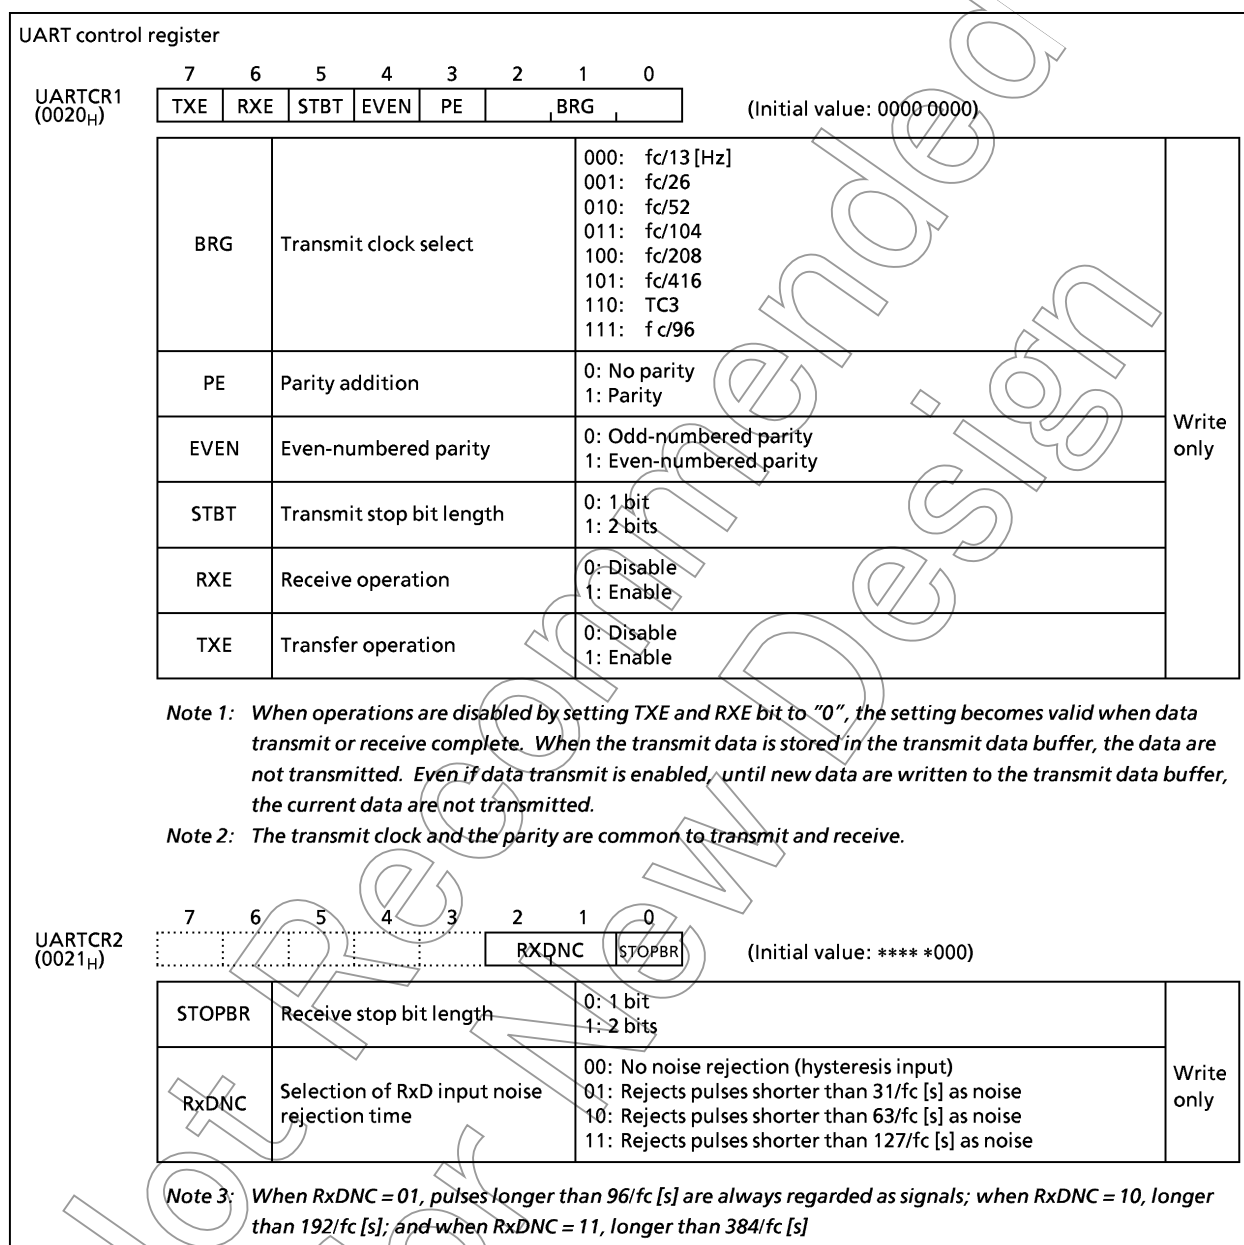 UART control register
7 6 5 4 3 2 1 0
UARTCR1
(0020H)
TXE RXE STBT EVEN PE BRG
(Initial value: 0000 0000)
BRG
Transmit clock select
000: fc/13 [Hz]
001: fc/26
010: fc/52
011: fc/104
100: fc/208
101: fc/416
110: TC3
111: f c/96
PE
Parity addition
0: No parity
1: Parity
EVEN
Even-numbered parity
0: Odd-numbered parity
1: Even-numbered parity
STBT
Transmit stop bit length
0: 1 bit
1: 2 bits
RXE
Receive operation
0: Disable
1: Enable
TXE
Transfer operation
0: Disable
1: Enable
Write
only
Note 1: When operations are disabled by setting TXE and RXE bit to "0", the setting becomes valid when data
transmit or receive complete. When the transmit data is stored in the transmit data buffer, the data are
not transmitted. Even if data transmit is enabled, until new data are written to the transmit data buffer,
the current data are not transmitted.
Note 2: The transmit clock and the parity are common to transmit and receive.
7 6 5 4 3 2 1 0
UARTCR2
(0021H)
RXDNC STOPBR
(Initial value: **** *000)
STOPBR
Receive stop bit length
0: 1 bit
1: 2 bits
RxDNC
Selection of RxD input noise
rejection time
00: No noise rejection (hysteresis input)
01: Rejects pulses shorter than 31/fc [s] as noise
10: Rejects pulses shorter than 63/fc [s] as noise
11: Rejects pulses shorter than 127/fc [s] as noise
Write
only
Note 3: When RxDNC = 01, pulses longer than 96/fc [s] are always regarded as signals; when RxDNC = 10, longer
than 192/fc [s]; and when RxDNC = 11, longer than 384/fc [s]
Not Recommended
for New Design